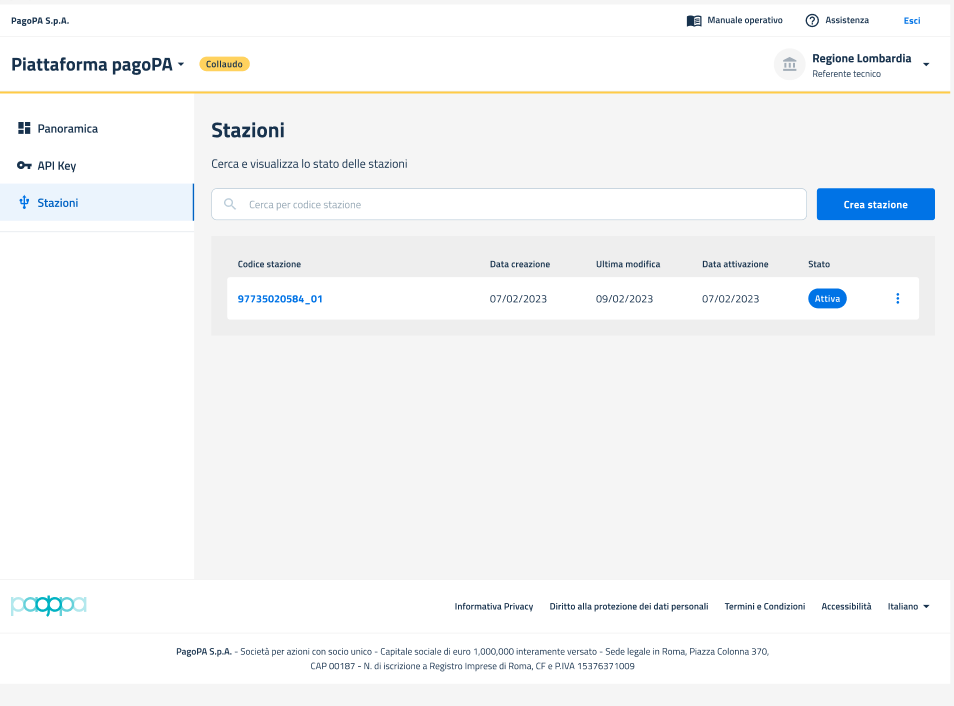 PagoPA S.p.A.
Manuale operativo
Assistenza
Esci
Piattaforma pagoPA
Collaudo
Regione Lombardia
Referente tecnico
Panoramica
API Key
Stazioni
Stazioni
Cerca e visualizza lo stato delle stazioni
Cerca per codice stazione
Crea stazione
Codice stazione Data creazione Ultima modifica Data attivazione Stato
97735020584_01 07/02/2023 09/02/2023 07/02/2023 Attiva
pagopa
Informativa Privacy Diritto alla protezione dei dati personali Termini e Condizioni Accessibilità Italiano
PagoPA S.p.A. - Società per azioni con socio unico - Capitale sociale di euro 1,000,000 interamente versato - Sede legale in Roma, Piazza Colonna 370,
CAP 00187 - N. di iscrizione a Registro Imprese di Roma, CF e P.IVA 15376371009